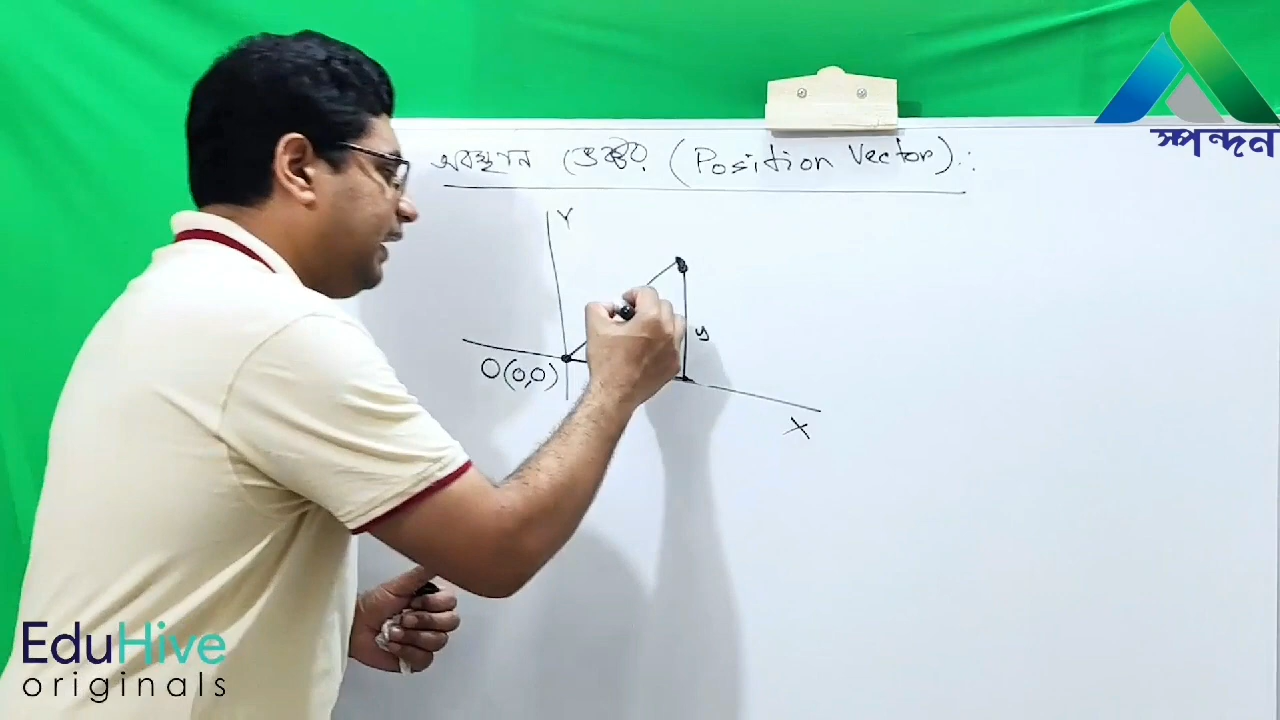 অবস্থান ভেক্টর (Position Vector):
Y
y
O(0,0)
X
স্পন্দন
EduHive
originals